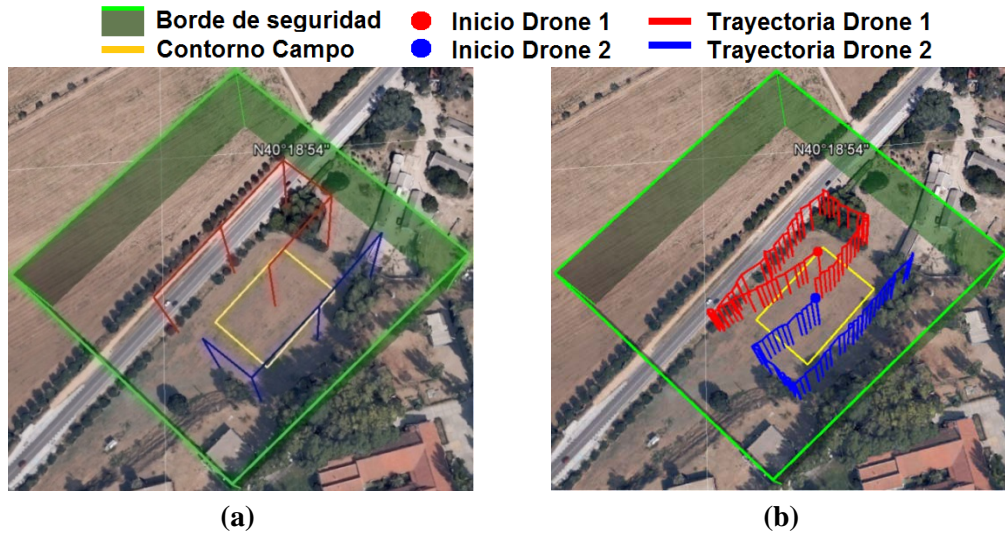 Borde de seguridad
Inicio Drone 1
Trayectoria Drone 1
Contorno Campo
Inicio Drone 2
Trayectoria Drone 2
N40°18'54"
N40°18'54"
(a)
(b)